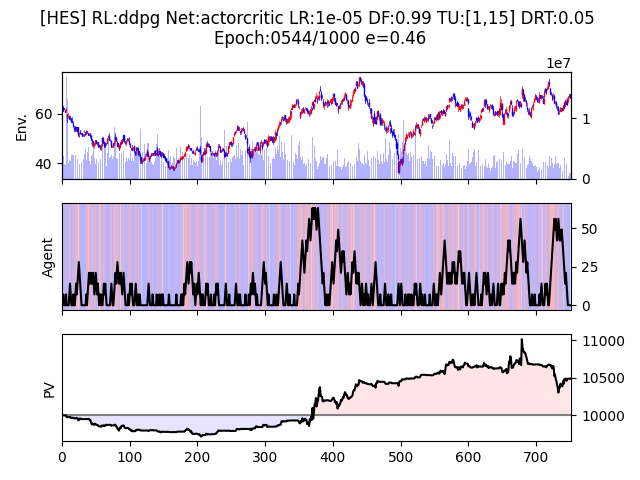 [HES] RL:ddpg Net:actorcritic LR:1e-05 DF:0.99 TU:[1,15] DRT:0.05
Epoch:0544/1000 e=0.46
1e7
60
40
Env.
1
0
Agent
50
25
0
PV
11000
10500
10000
0 100 200 300 400 500 600 700